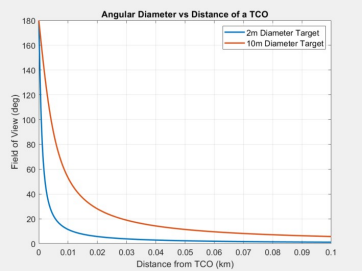 Angular Diameter vs Distance of a TCO
180
160
140
120
100
80
60
40
20
0
Field of View (deg)
2m Diameter Target
10m Diameter Target
0 0.01 0.02 0.03 0.04 0.05 0.06 0.07 0.08 0.09 0.1
Distance from TCO (km)